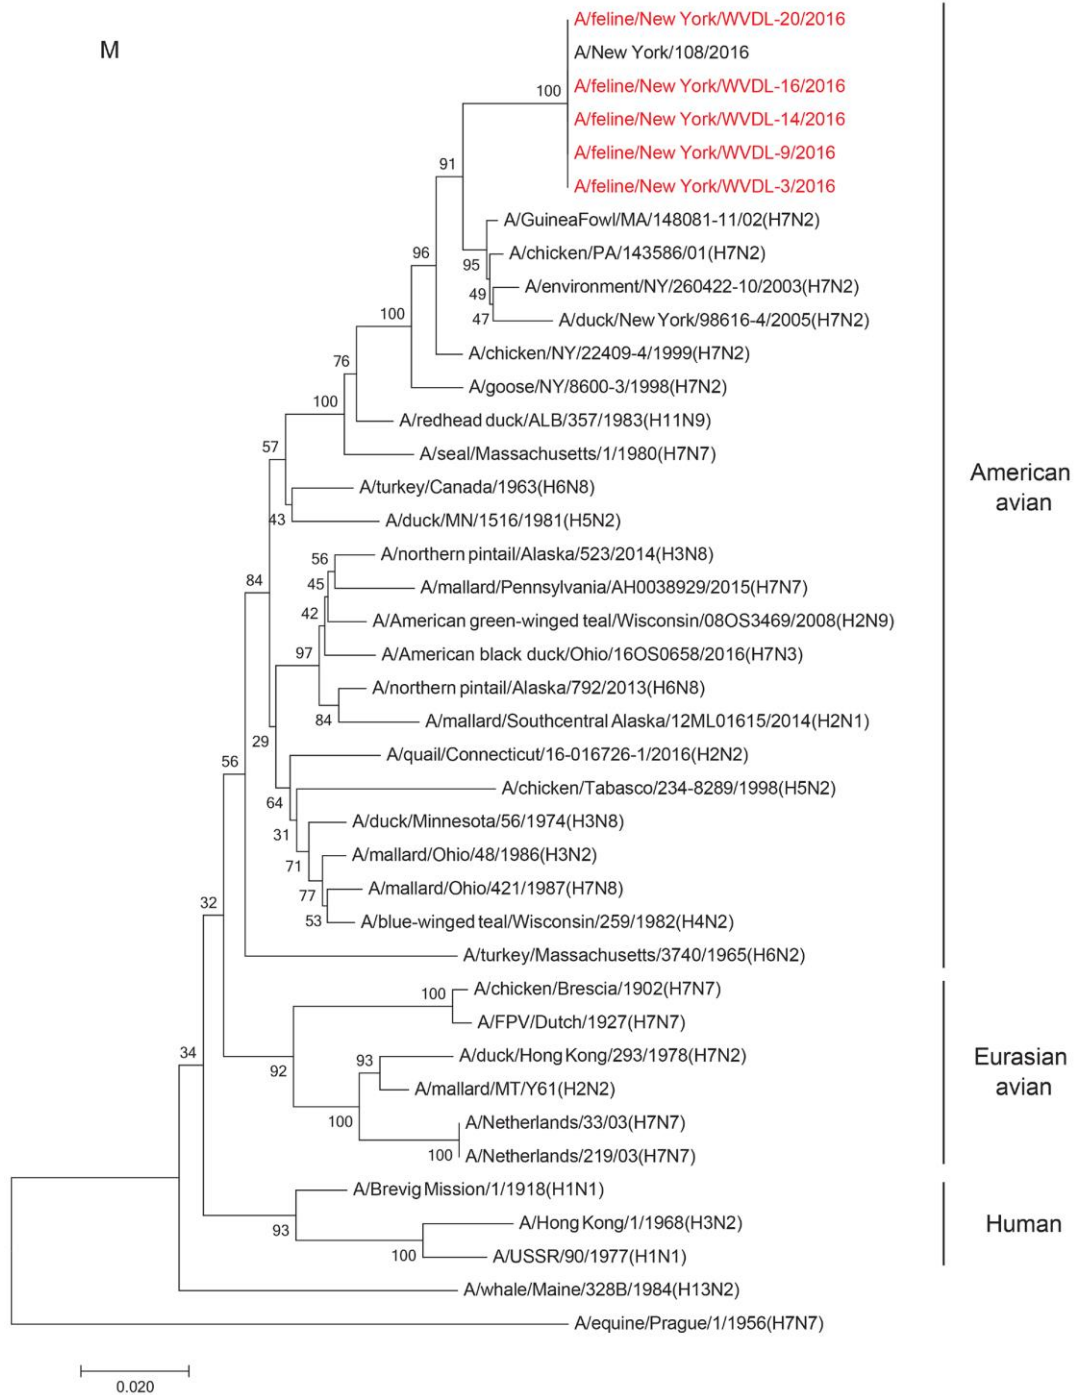 M
A/feline/New York/WVDL-20/2016
A/New York/108/2016
A/feline/New York/WVDL-16/2016
100
A/feline/New York/WVDL-14/2016
A/feline/New York/WVDL-9/2016
91
A/feline/New York/WVDL-3/2016
A/GuineaFowl/MA/148081-11/02(H7N2)
96
A/chicken/PA/143586/01(H7N2)
95
A/environment/NY/260422-10/2003(H7N2)
49
100
47
A/duck/New York/98616-4/2005(H7N2)
A/chicken/NY/22409-4/1999(H7N2)
76
A/goose/NY/8600-3/1998(H7N2)
100
A/redhead duck/ALB/357/1983(H11N9)
57
A/seal/Massachusetts/1/1980(H7N7)
A/turkey/Canada/1963(H6N8)
43
A/duck/MN/1516/1981(H5N2)
American
avian
56
A/northern pintail/Alaska/523/2014(H3N8)
84
45
A/mallard/Pennsylvania/AH0038929/2015(H7N7)
42
A/American green-winged teal/Wisconsin/08OS3469/2008(H2N9)
97
A/American black duck/Ohio/16OS0658/2016(H7N3)
A/northern pintail/Alaska/792/2013(H6N8)
84
A/mallard/Southcentral Alaska/12ML01615/2014(H2N1)
29
A/quail/Connecticut/16-016726-1/2016(H2N2)
56
A/chicken/Tabasco/234-8289/1998(H5N2)
64
A/duck/Minnesota/56/1974(H3N8)
31
A/mallard/Ohio/48/1986(H3N2)
71
A/mallard/Ohio/421/1987(H7N8)
77
32
53
A/blue-winged teal/Wisconsin/259/1982(H4N2)
A/turkey/Massachusetts/3740/1965(H6N2)
A/chicken/Brescia/1902(H7N7)
100
A/FPV/Dutch/1927(H7N7)
34
93
A/duck/Hong Kong/293/1978(H7N2)
92
A/mallard/MT/Y61(H2N2)
Eurasian
avian
100
A/Netherlands/33/03(H7N7)
100
A/Netherlands/219/03(H7N7)
A/Brevig Mission/1/1918(H1N1)
93
A/Hong Kong/1/1968(H3N2)
Human
100
A/USSR/90/1977(H1N1)
A/whale/Maine/328B/1984(H13N2)
A/equine/Prague/1/1956(H7N7)
0.020